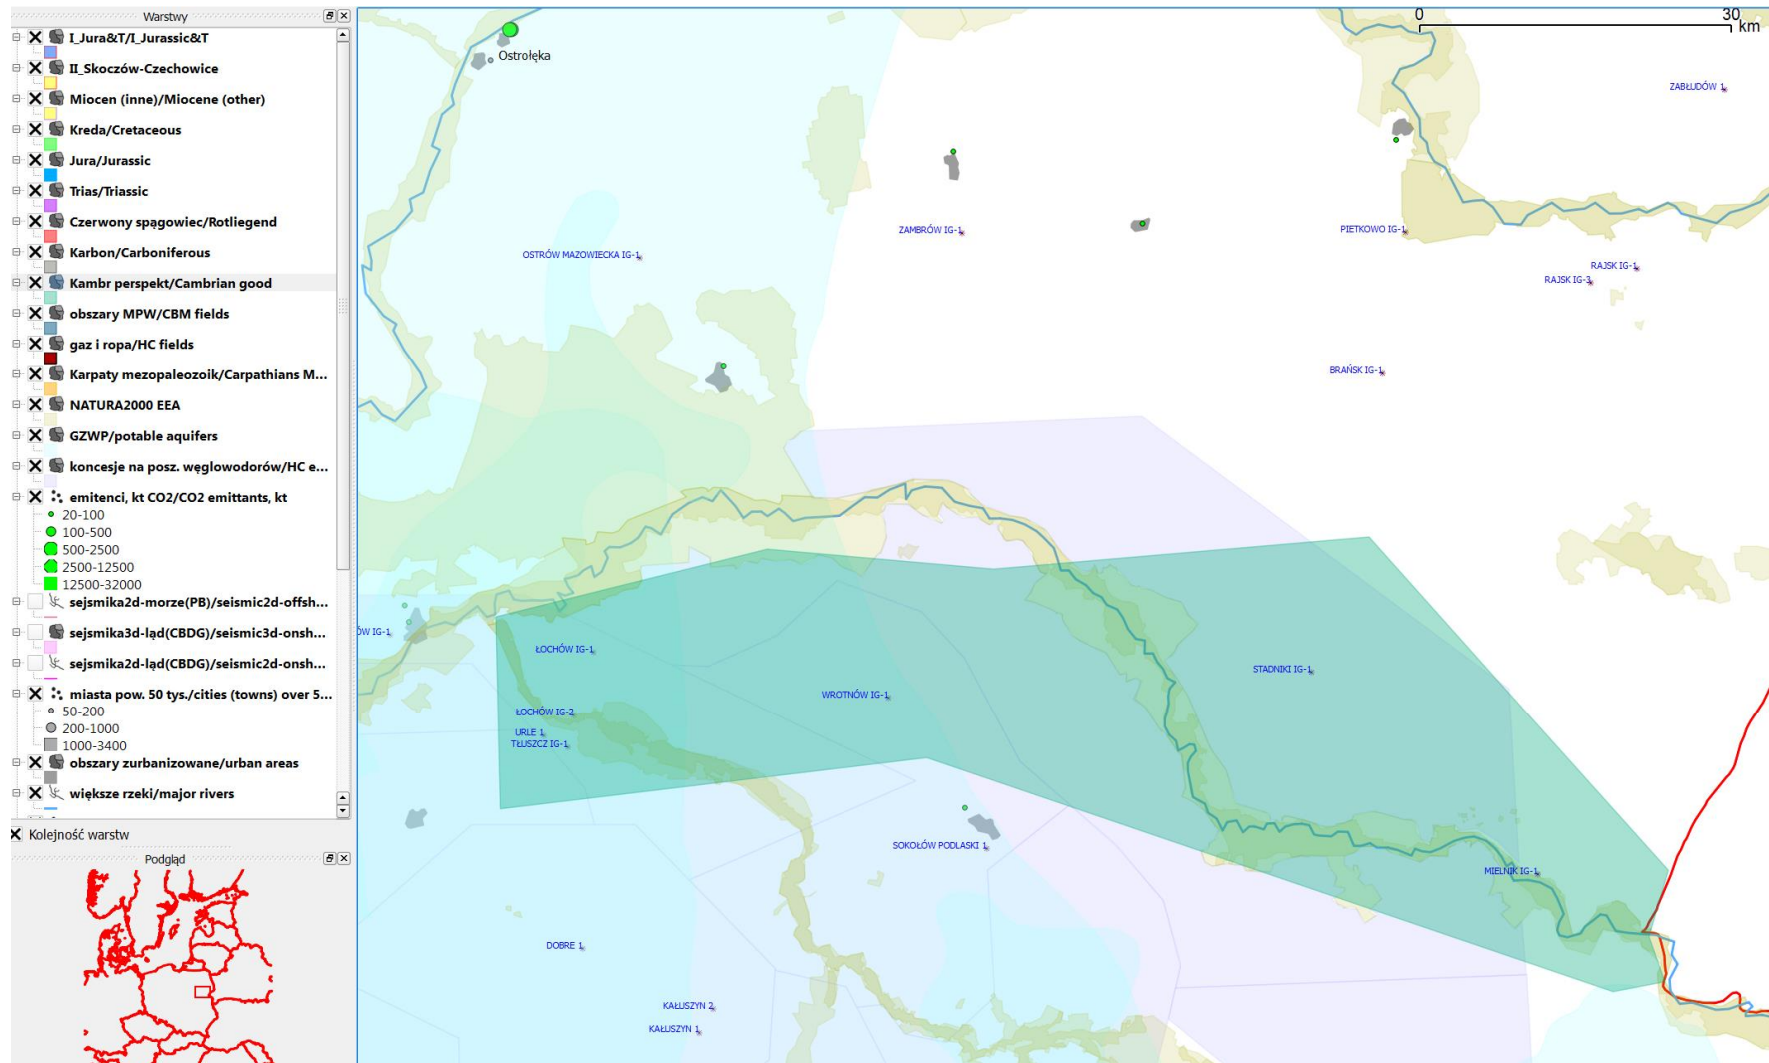 Warstwy
I_Jura&T/I_Jurassic&T
II_Skoczów-Czechowice
Miocen (inne)/Miocene (other)
Kreda/Cretaceous
Jura/Jurassic
Trias/Triassic
Czerwony spągowiec/Rotliegend
Karbon/Carboniferous
Kambr perspekt/Cambrian good
obszary MPW/CBM fields
gaz i ropa/HC fields
Karpaty mezopaleozoik/Carpathians M...
NATURA2000 EEA
GZWP/potable aquifers
koncesje na posz. węglowodorów/HC e...
emitenci, kt CO2/CO2 emittants, kt
20-100
100-500
500-2500
2500-12500
12500-32000
sejsmika2d-morze(PB)/seismic2d-offsh...
sejsmika3d-ląd(CBDG)/seismic3d-onsh...
sejsmika2d-ląd(CBDG)/seismic2d-onsh...
miasta pow. 50 tys./cities (towns) over 5...
50-200
200-1000
1000-3400
obszary zurbanizowane/urban areas
większe rzeki/major rivers
Kolejność warstw
Podgląd
0 30
km
Ostrołęka
ZABŁUDÓW 1
ZAMBRÓW IG-1
PIETKOWO IG-1
OSTRÓW MAZOWIECKA IG-1
RAJSK IG-1
RAJSK IG-3
BRAŃSK IG-1
ÓW IG-1
ŁOCHÓW IG-1
STADNIKI IG-1
WROTNÓW IG-1
ŁOCHÓW IG-2
URLE 1
TŁUSZCZ IG-1
SOKOŁÓW PODLASKI 1
MIELNIK IG-1
DOBRE 1
KAŁUSZYN 2
KAŁUSZYN 1